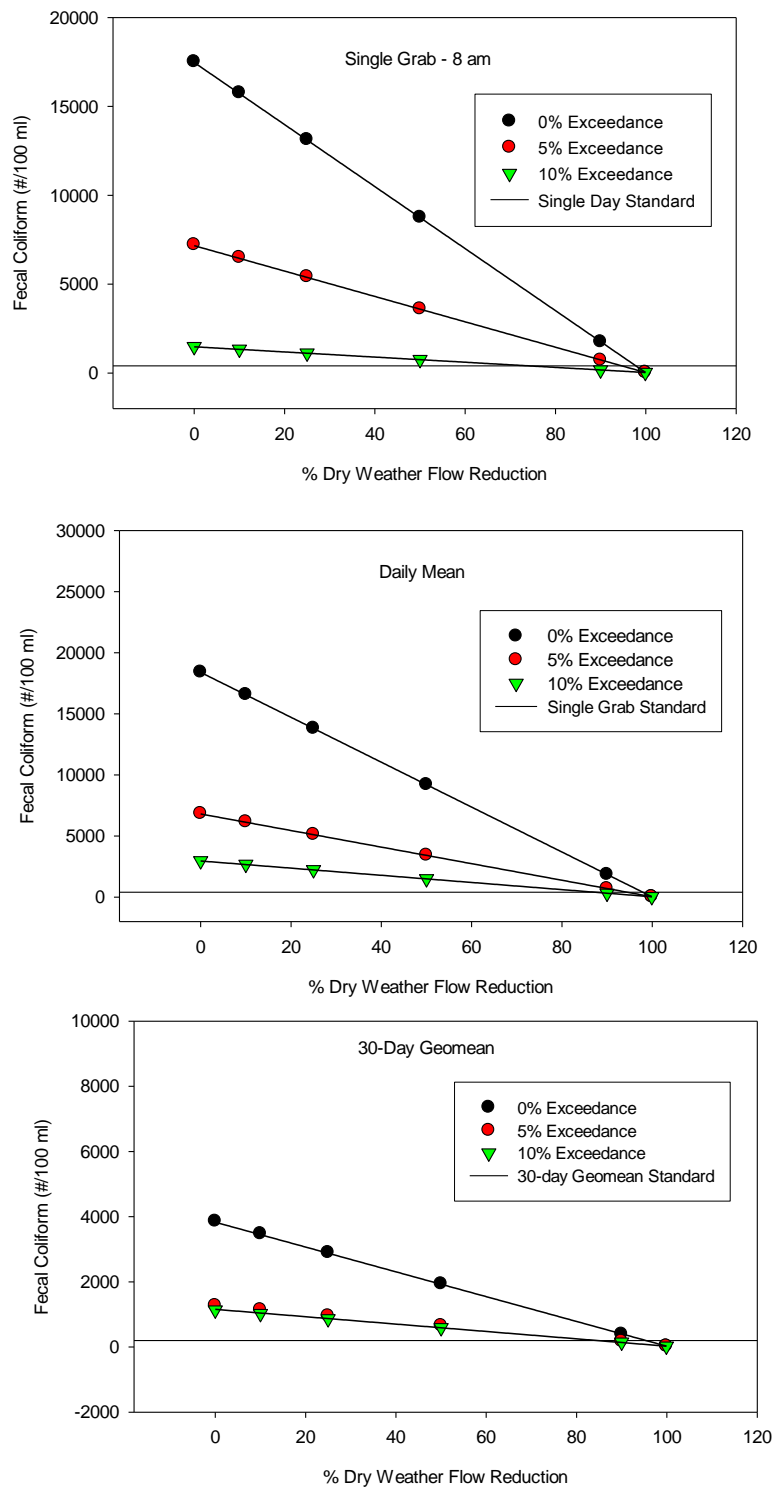 Single Grab - 8 am
Fecal Coliform (#/100 ml)
20000
15000
10000
5000
0
0% Exceedance
5% Exceedance
10% Exceedance
Single Day Standard
0 20 40 60 80 100 120
% Dry Weather Flow Reduction
Daily Mean
Fecal Coliform (#/100 ml)
30000
25000
20000
15000
10000
5000
0
0% Exceedance
5% Exceedance
10% Exceedance
Single Grab Standard
0 20 40 60 80 100 120
% Dry Weather Flow Reduction
30-Day Geomean
Fecal Coliform (#/100 ml)
10000
8000
6000
4000
2000
0
-2000
0% Exceedance
5% Exceedance
10% Exceedance
30-day Geomean Standard
0 20 40 60 80 100 120
% Dry Weather Flow Reduction